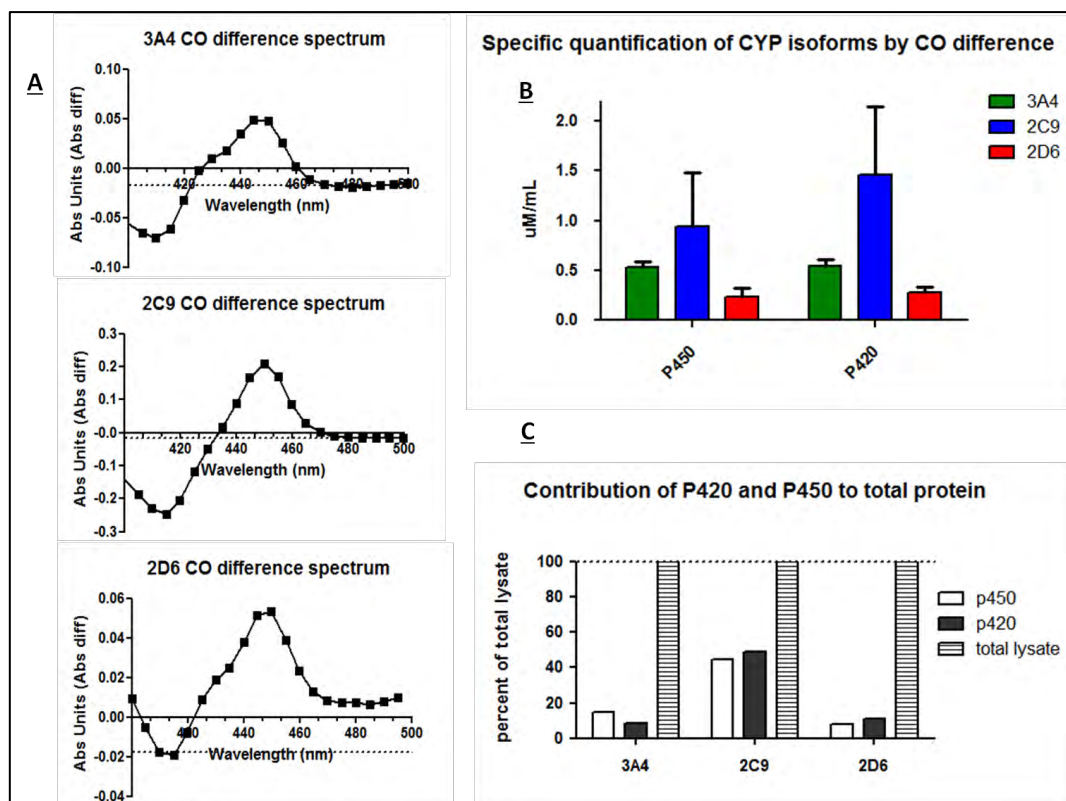 A
3A4 CO difference spectrum
Abs Units (Abs diff)
0.10
0.05
0.00
-0.05
-0.10
420 440 460 480 500
Wavelength (nm)
2C9 CO difference spectrum
Abs Units (Abs diff)
0.3
0.2
0.1
-0.0
-0.1
-0.2
-0.3
420 440 460 480 500
Wavelength (nm)
2D6 CO difference spectrum
Abs Units (Abs diff)
0.06
0.04
0.02
0.00
-0.02
-0.04
420 440 460 480 500
Wavelength (nm)
Specific quantification of CYP isoforms by CO difference
B
3A4
2C9
2D6
uM/mL
2.0
1.5
1.0
0.5
0.0
P450
P420
C
Contribution of P420 and P450 to total protein
percent of total lysate
100
80
60
40
20
0
3A4 2C9 2D6
p450
p420
total lysate